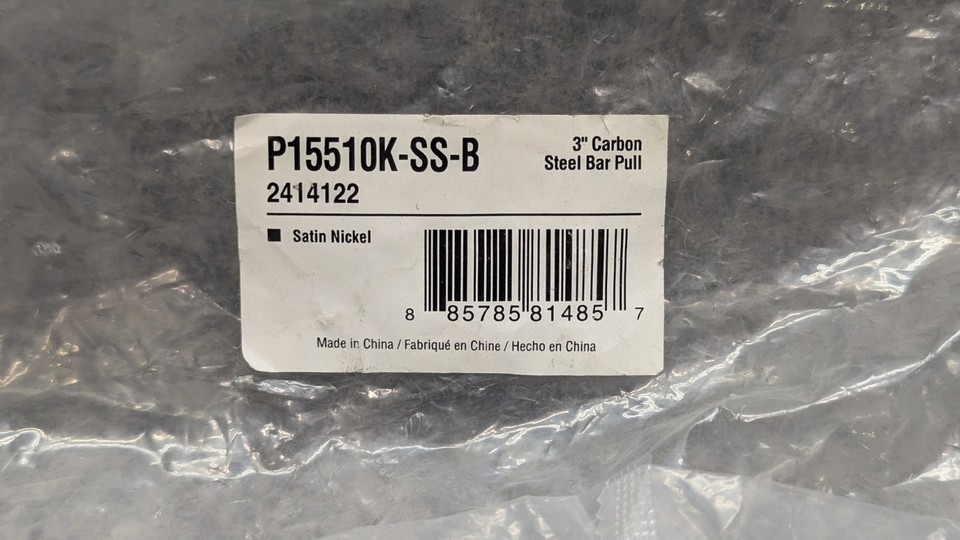 P15510K-SS-B
3" Carbon
Steel Bar Pull
2414122
Satin Nickel
8 85785 81485 7
Made in China / Fabriqué en Chine / Hecho en China